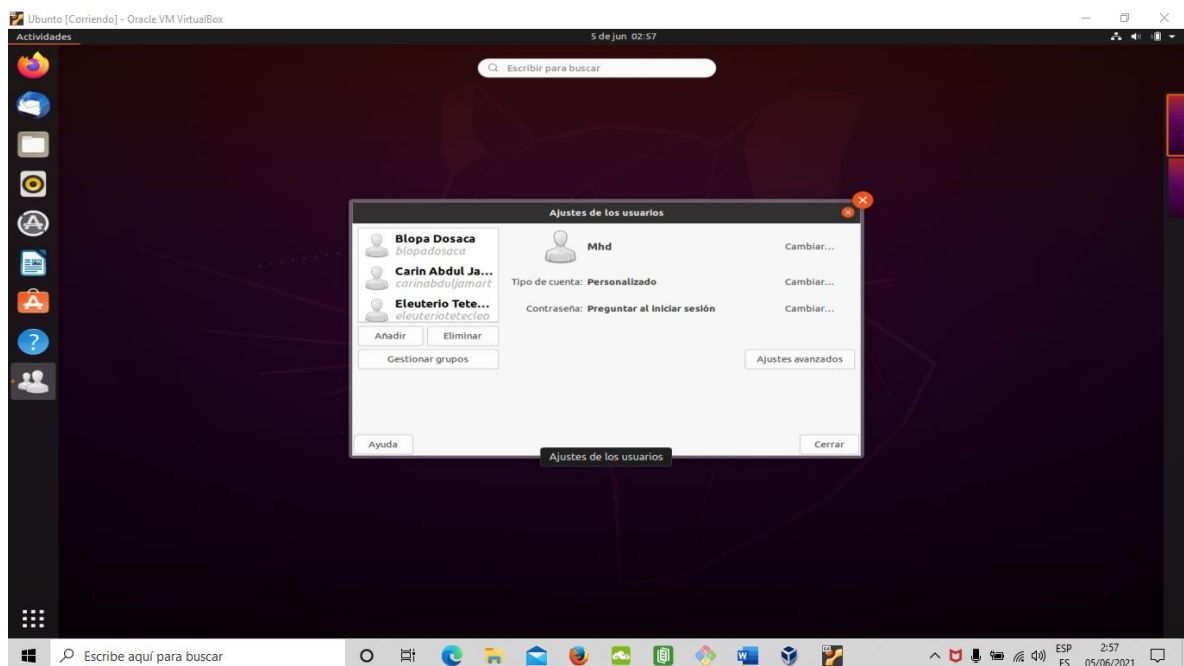 Ubunto [Corriendo] - Oracle VM VirtualBox
Actividades
5 de jun 02:57
Escribir para buscar
Ajustes de los usuarios
Blopa Dosaca
blopadosaca
Carin Abdul Ja...
carinabduljamart
Eleuterio Tete...
eleuteriotetecleo
Añadir
Eliminar
Gestionar grupos
Mhd
Cambiar...
Tipo de cuenta: Personalizado
Cambiar...
Contraseña: Preguntar al iniciar sesión
Cambiar...
Ajustes avanzados
Ayuda
Cerrar
Ajustes de los usuarios
Escribe aquí para buscar
ESP
ES
2:57
05/06/2021